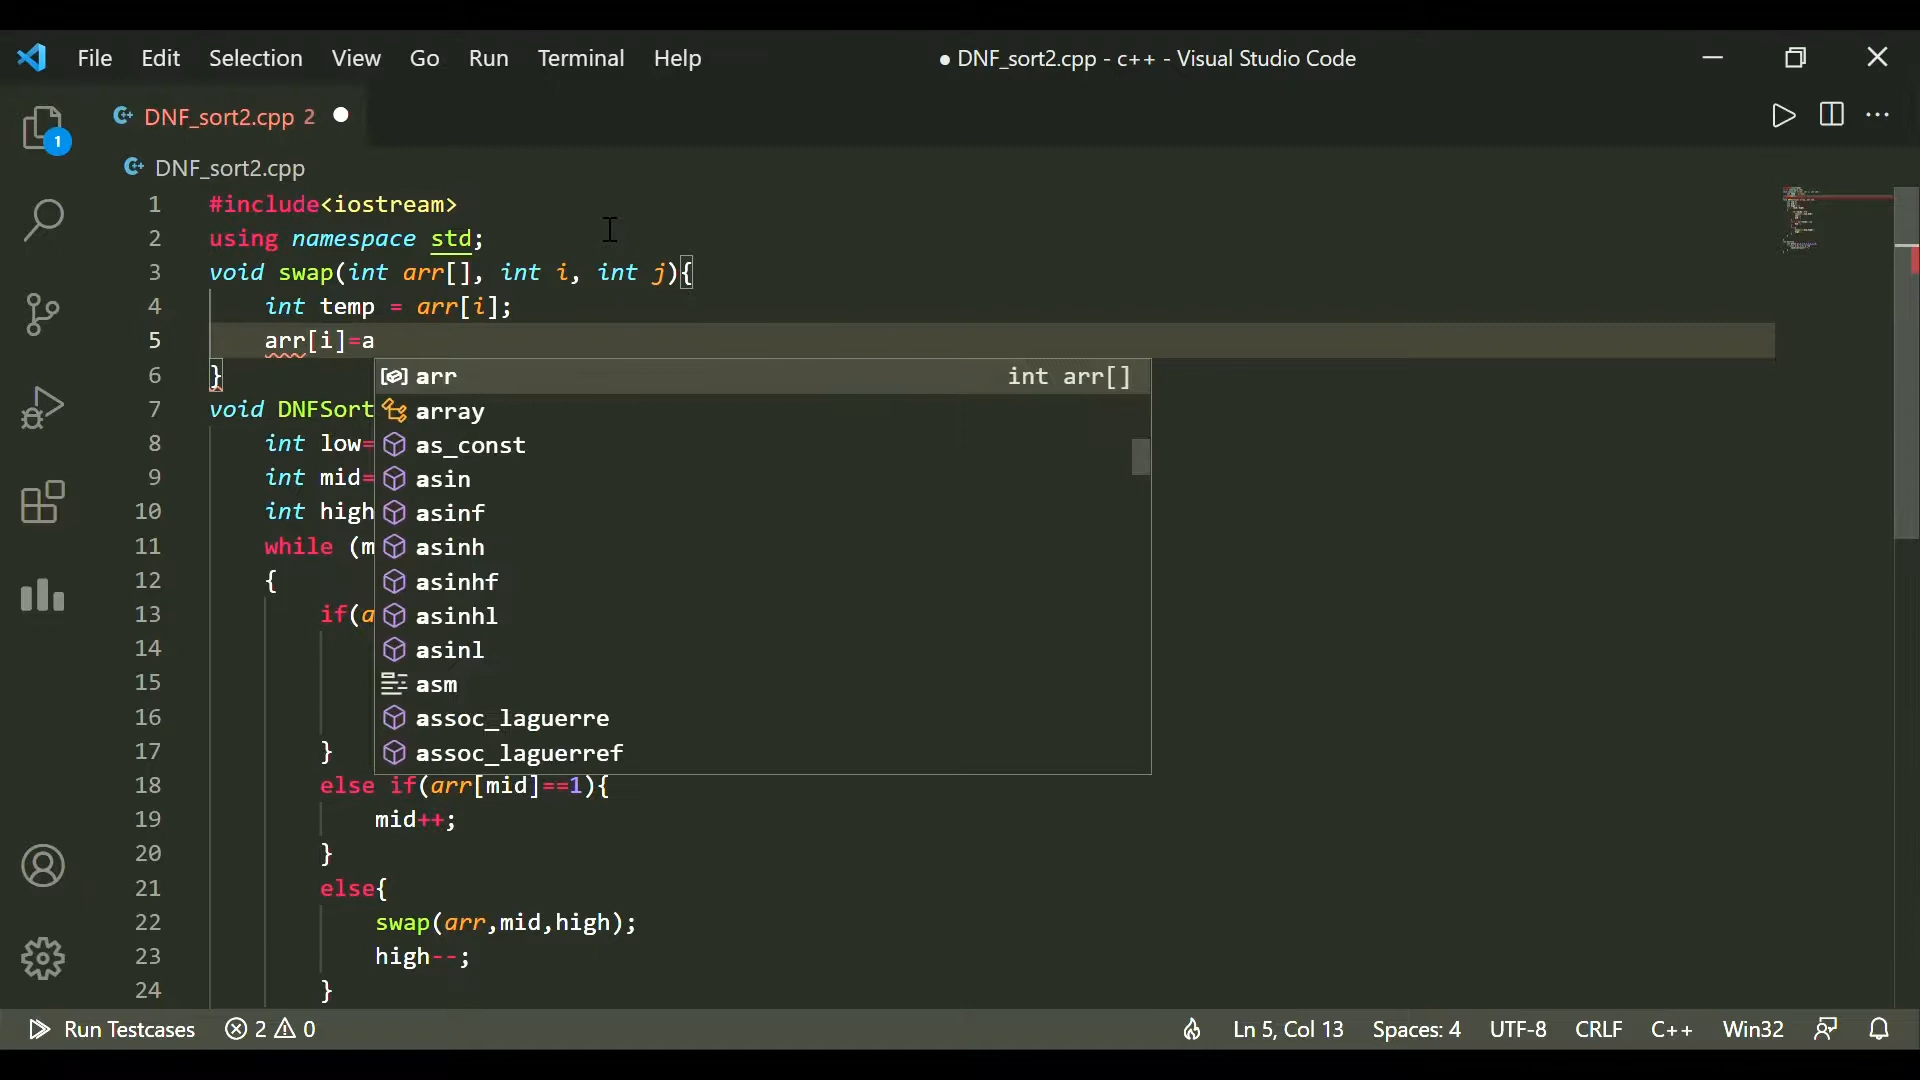 File Edit Selection View Go Run Terminal Help ● DNF_sort2.cpp - c++ - Visual Studio Code
DNF_sort2.cpp 2
1
DNF_sort2.cpp
1 #include<iostream>
2 using namespace std;
3 void swap(int arr[], int i, int j){
4 int temp = arr[i];
5 arr[i]=a
6 }
arr int arr[]
7 void DNFSort
array
8 int low=
as_const
9 int mid=
asin
10 int high
asinf
11 while (m
asinh
12 {
asinhf
13 if(a
asinhl
14
asinl
15
asm
16
assoc_laguerre
17 }
assoc_laguerref
18 else if(arr[mid]==1){
19 mid++;
20 }
21 else{
22 swap(arr,mid,high);
23 high--;
24 }
Run Testcases 2 0 Ln 5, Col 13 Spaces: 4 UTF-8 CRLF C++ Win32